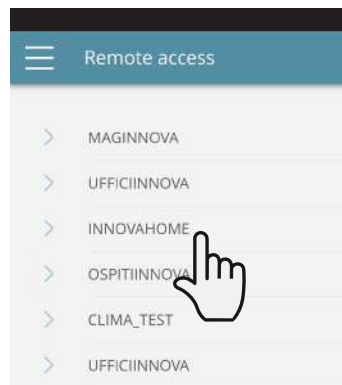 Remote access
MAGINNOVA
UFFICIINNOVA
INNOVAHOME
OSPITIINNOVA
CLIMA_TEST
UFFICIINNOVA